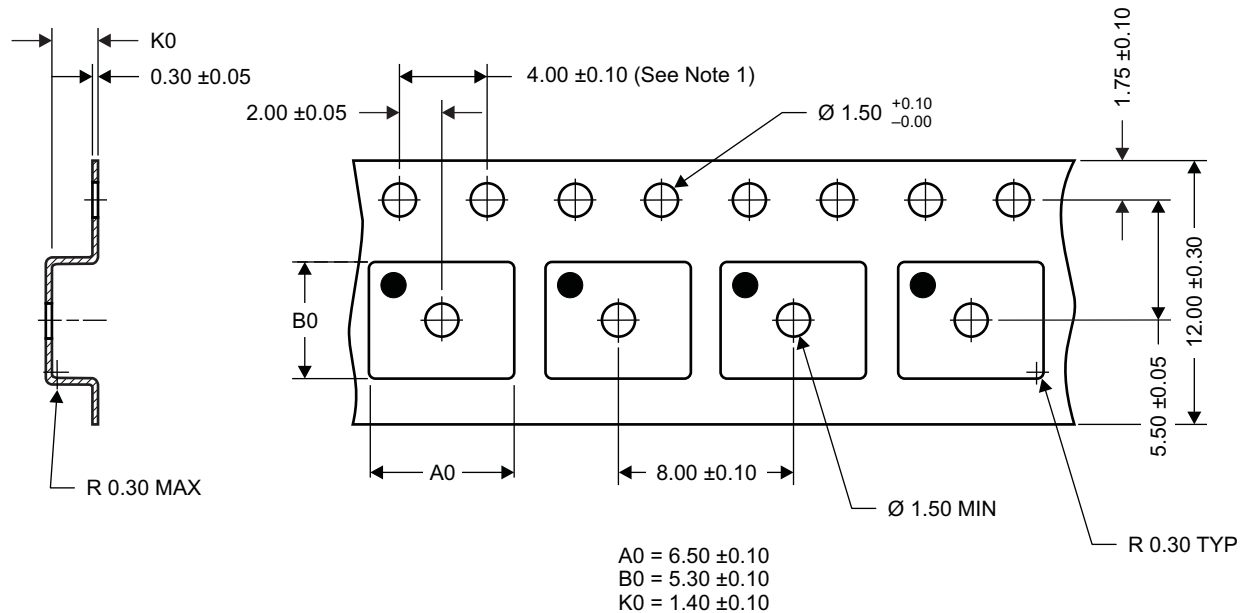 K0
0.30 ±0.05
4.00 ±0.10 (See Note 1)
2.00 ±0.05
Ø 1.50 +0.10 –0.00
1.75 ±0.10
B0
12.00 ±0.30
5.50 ±0.05
A0
8.00 ±0.10
R 0.30 MAX
Ø 1.50 MIN
R 0.30 TYP
A0 = 6.50 ±0.10
B0 = 5.30 ±0.10
K0 = 1.40 ±0.10